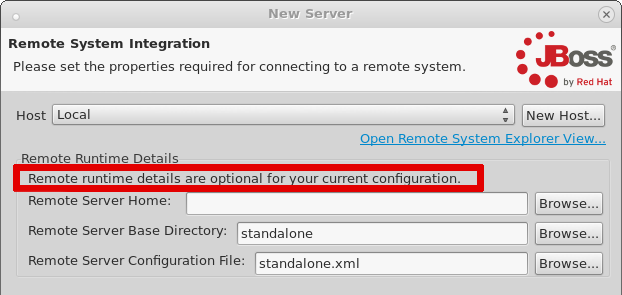 New Server
Remote System Integration
Please set the properties required for connecting to a remote system.
JBoss®
by Red Hat
Host Local New Host...
Open Remote System Explorer View...
Remote Runtime Details
Remote runtime details are optional for your current configuration.
Remote Server Home: Browse...
Remote Server Base Directory: standalone Browse...
Remote Server Configuration File: standalone.xml Browse...